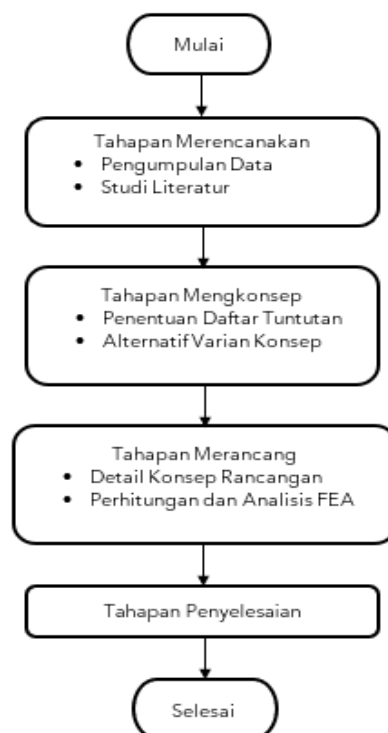 Mulai
Tahapan Merencanakan
• Pengumpulan Data
• Studi Literatur
Tahapan Mengkonsep
• Penentuan Daftar Tuntutan
• Alternatif Varian Konsep
Tahapan Merancang
• Detail Konsep Rancangan
• Perhitungan dan Analisis FEA
Tahapan Penyelesaian
Selesai